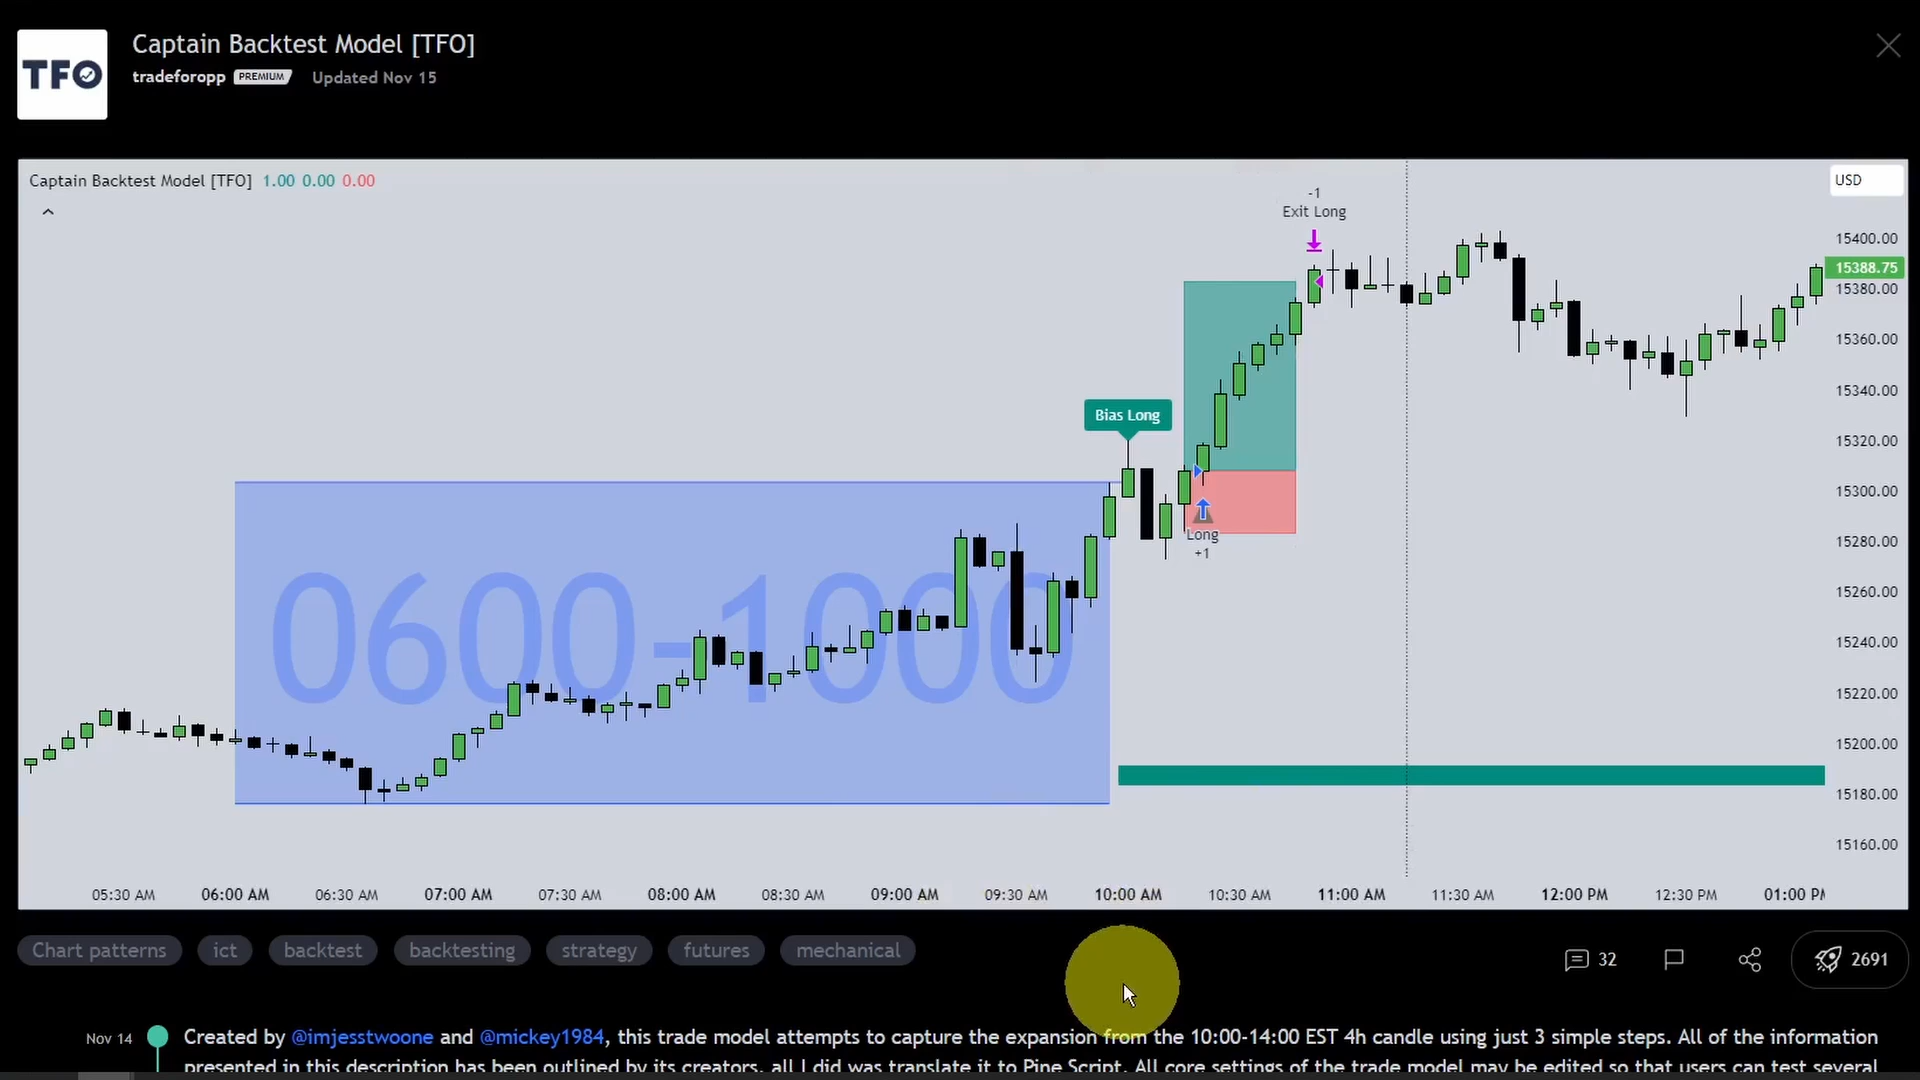 TFO
Captain Backtest Model [TFO]
tradeforopp PREMIUM Updated Nov 15
Captain Backtest Model [TFO] 1.00 0.00 0.00
USD
-1
Exit Long
15400.00
15388.75
15380.00
15360.00
15340.00
Bias Long
15320.00
15300.00
15280.00
Long
+1
15260.00
0600-1000
15240.00
15220.00
15200.00
15180.00
15160.00
05:30 AM 06:00 AM 06:30 AM 07:00 AM 07:30 AM 08:00 AM 08:30 AM 09:00 AM 09:30 AM 10:00 AM 10:30 AM 11:00 AM 11:30 AM 12:00 PM 12:30 PM 01:00 PM
Chart patterns ict backtest backtesting strategy futures mechanical
32 2691
Nov 14 Created by @imjesstwoone and @mickey1984, this trade model attempts to capture the expansion from the 10:00-14:00 EST 4h candle using just 3 simple steps. All of the information
presented in this description has been outlined by its creators, all I did was translate it to Pine Script. All core settings of the trade model may be edited so that users can test several